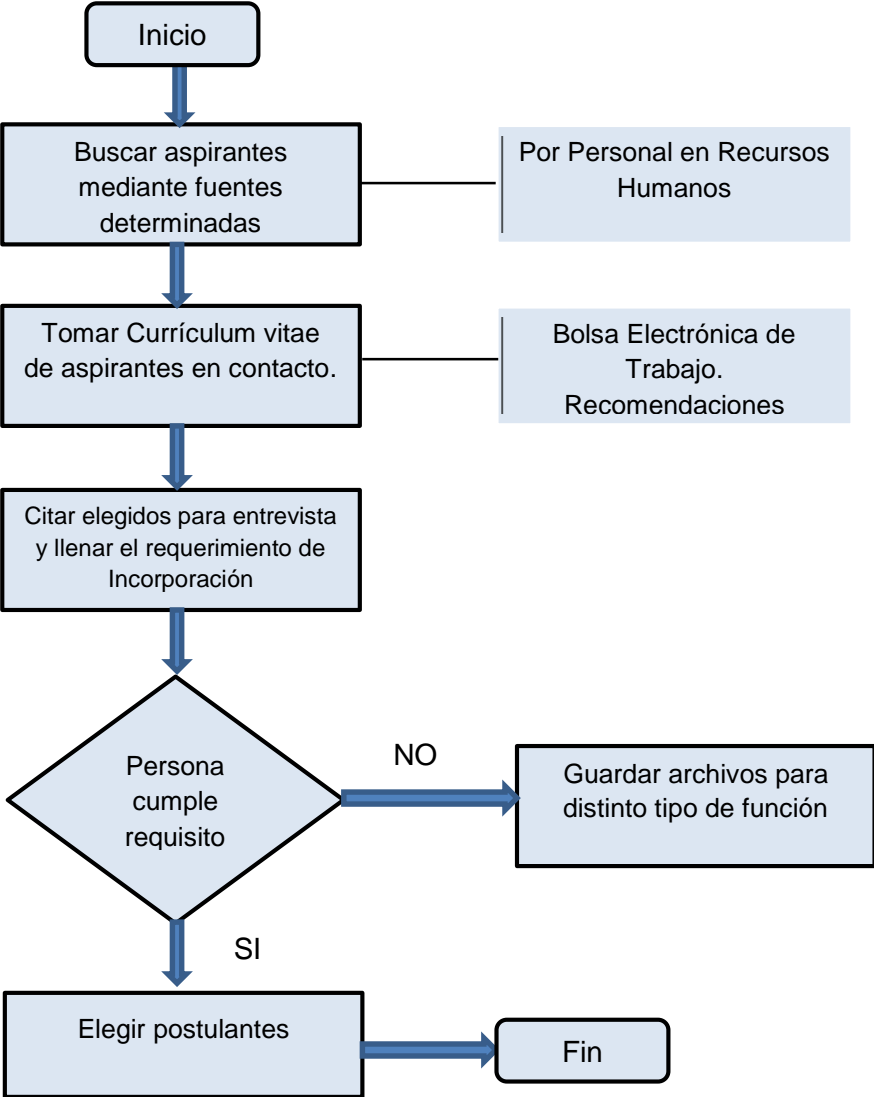 Inicio
Buscar aspirantes
mediante fuentes
determinadas
Por Personal en Recursos
Humanos
Tomar Currículum vitae
de aspirantes en contacto.
Bolsa Electrónica de
Trabajo.
Recomendaciones
Citar elegidos para entrevista
y llenar el requerimiento de
Incorporación
Persona
cumple
requisito
NO
Guardar archivos para
distinto tipo de función
SI
Elegir postulantes
Fin